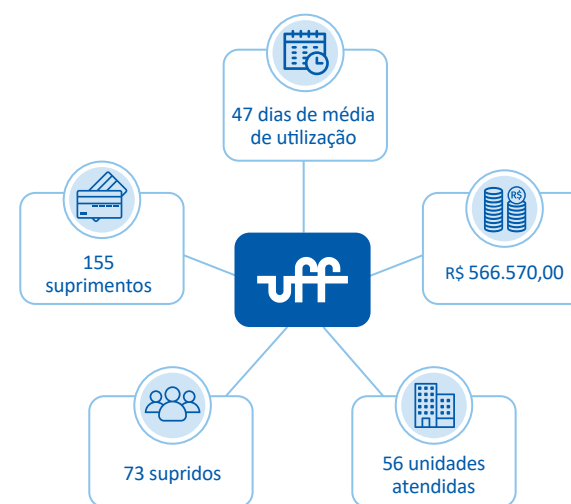 47 dias de média
de utilização
155
suprimentos
R$
R$ 566.570,00
uff
73 supridos
56 unidades
atendidas